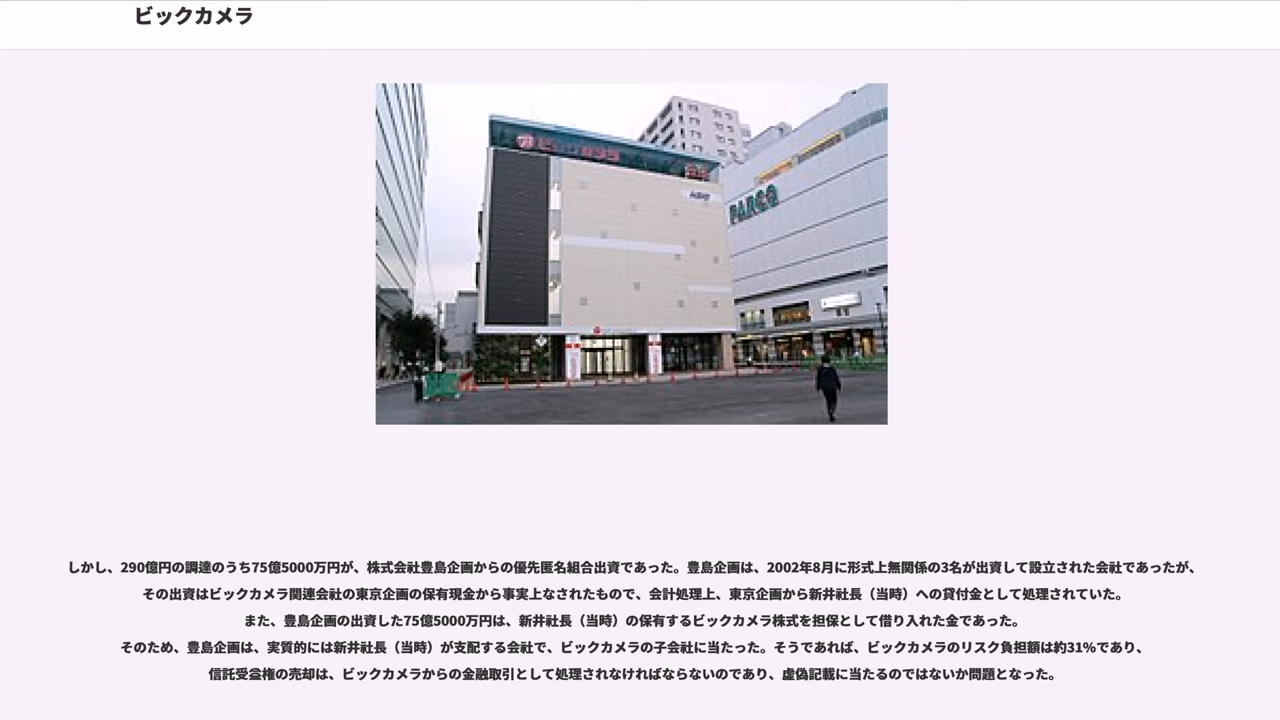 ビックカメラ
ビックカメラ
PARCO
しかし、290億円の調達のうち75億5000万円が、株式会社豊島企画からの優先匿名組合出資であった。豊島企画は、2002年8月に形式上無関係の3名が出資して設立された会社であったが、
その出資はビックカメラ関連会社の東京企画の保有現金から事実上なされたもので、会計処理上、東京企画から新井社長（当時）への貸付金として処理されていた。
また、豊島企画の出資した75億5000万円は、新井社長（当時）の保有するビックカメラ株式を担保として借り入れた金であった。
そのため、豊島企画は、実質的には新井社長（当時）が支配する会社で、ビックカメラの子会社に当たった。そうであれば、ビックカメラのリスク負担額は約31%であり、
信託受益権の売却は、ビックカメラからの金融取引として処理されなければならないのであり、虚偽記載に当たるのではないか問題となった。